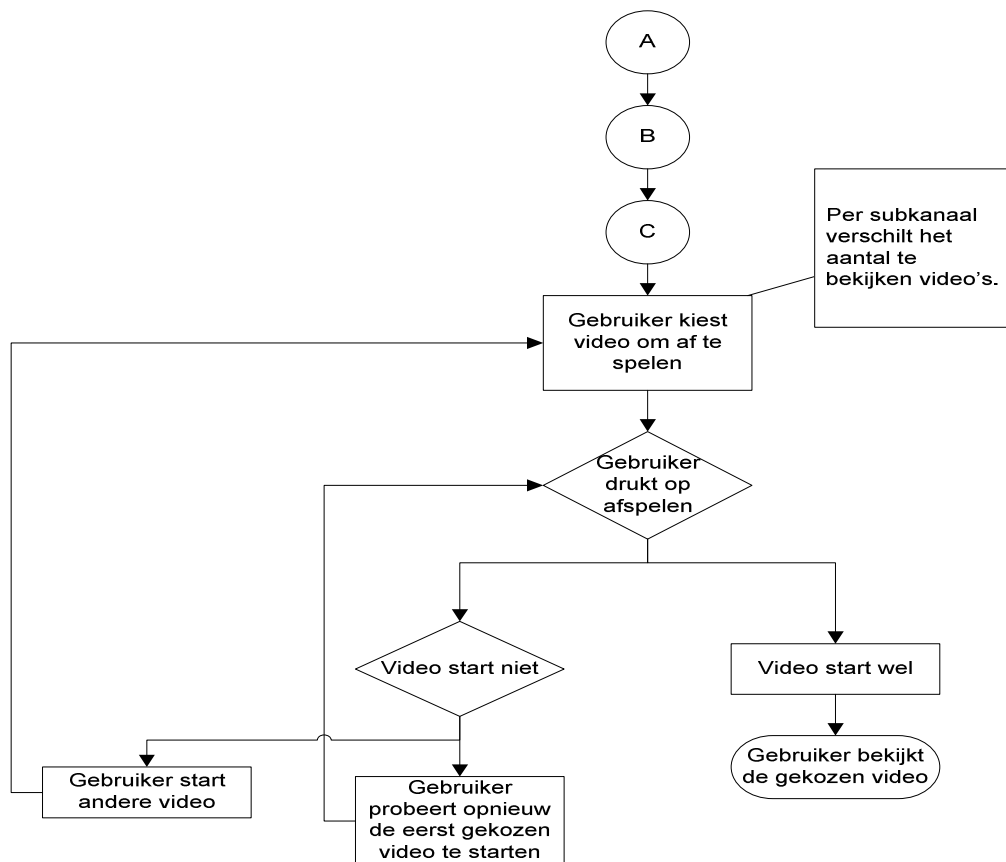 A
B
C
Per subkanaal
verschilt het
aantal te
bekijken video’s.
Gebruiker kiest
video om af te
spelen
Gebruiker
drukt op
afspelen
Video start niet
Video start wel
Gebruiker start
andere video
Gebruiker
probeert opnieuw
de eerst gekozen
video te starten
Gebruiker bekijkt
de gekozen video